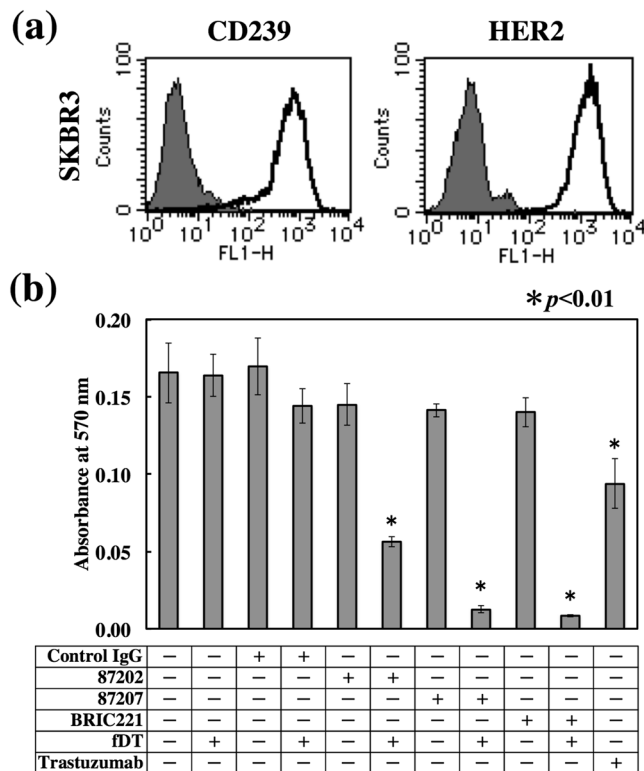 (a)
CD239 HER2
SKBR3
100 100
Counts Counts
0 0
10^0 10^1 10^2 10^3 10^4 10^0 10^1 10^2 10^3 10^4
FL1-H FL1-H
(b)
* p<0.01
Absorbance at 570 nm
0.20
0.15
0.10
0.05
0.00
* * * *
Control IgG − − + + − − − − − − −
87202 − − − − + + − − − − −
87207 − − − − − − + + − − −
BRIC221 − − − − − − − − + + −
fDT − + − + − + − + − + −
Trastuzumab − − − − − − − − − − +